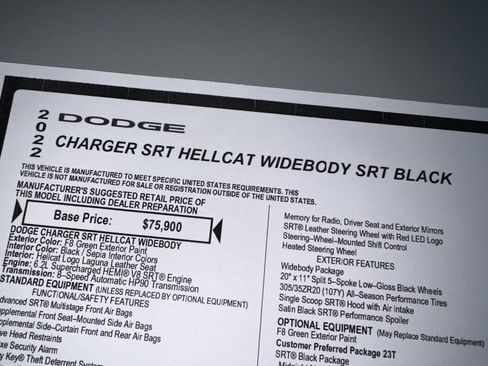 2022 DODGE
CHARGER SRT HELLCAT WIDEBODY SRT BLACK
THIS VEHICLE IS MANUFACTURED TO MEET SPECIFIC UNITED STATES REQUIREMENTS. THIS
VEHICLE IS NOT MANUFACTURED FOR SALE OR REGISTRATION OUTSIDE OF THE UNITED STATES.
MANUFACTURER'S SUGGESTED RETAIL PRICE OF
THIS MODEL INCLUDING DEALER PREPARATION
Base Price: $75,900
DODGE CHARGER SRT HELLCAT WIDEBODY
Exterior Color: F8 Green Exterior Paint
Interior Color: Black / Sepia Interior Colors
Interior: Helicat Logo Laguna Leather Seat
Engine: 6.2L Supercharged HEMI® V8 SRT® Engine
Transmission: 8-Speed Automatic HP90 Transmission
STANDARD EQUIPMENT (UNLESS REPLACED BY OPTIONAL EQUIPMENT)
FUNCTIONAL/SAFETY FEATURES
Advanced SRT® Multistage Front Air Bags
Supplemental Front Seat-Mounted Side Air Bags
Supplemental Side-Curtain Front and Rear Air Bags
Head Restraints
Security Alarm
Key® Theft Deterrent System
Memory for Radio, Driver Seat and Exterior Mirrors
SRT® Leather Steering Wheel with Red LED Logo
Steering-Wheel-Mounted Shift Control
Heated Steering Wheel
EXTERIOR FEATURES
Widebody Package
20" x 11" Split 5-Spoke Low-Gloss Black Wheels
305/35ZR20 (107Y) All-Season Performance Tires
Single Scoop SRT® Hood with Air intake
Satin Black SRT® Performance Spoiler
OPTIONAL EQUIPMENT (May Replace Standard Equipment)
F8 Green Exterior Paint
Customer Preferred Package 23T
SRT® Black Package